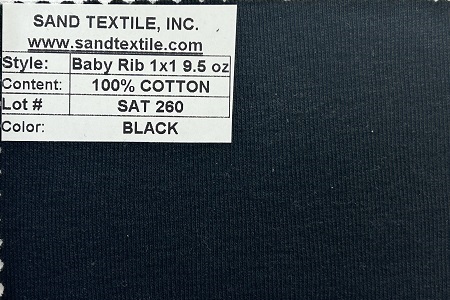 SAND TEXTILE, INC.
www.sandtextile.com
Style: Baby Rib 1x1 9.5 oz
Content: 100% COTTON
Lot # SAT 260
Color: BLACK